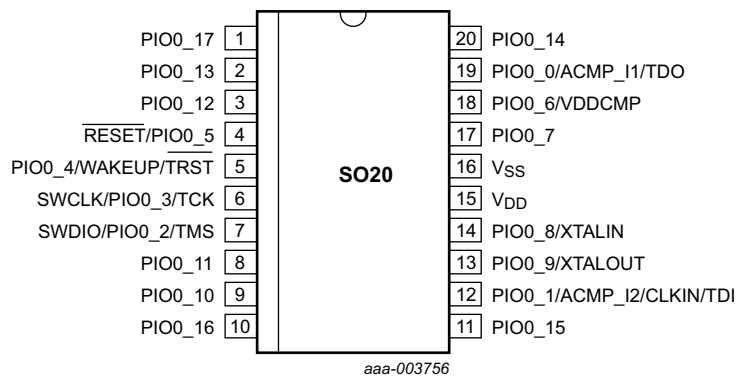 PIO0_17 1
PIO0_13 2
PIO0_12 3
RESET/PIO0_5 4
PIO0_4/WAKEUP/TRST 5
SWCLK/PIO0_3/TCK 6
SWDIO/PIO0_2/TMS 7
PIO0_11 8
PIO0_10 9
PIO0_16 10
SO20
20 PIO0_14
19 PIO0_0/ACMP_I1/TDO
18 PIO0_6/VDDCMP
17 PIO0_7
16 VSS
15 VDD
14 PIO0_8/XTALIN
13 PIO0_9/XTALOUT
12 PIO0_1/ACMP_I2/CLKIN/TDI
11 PIO0_15
aaa-003756